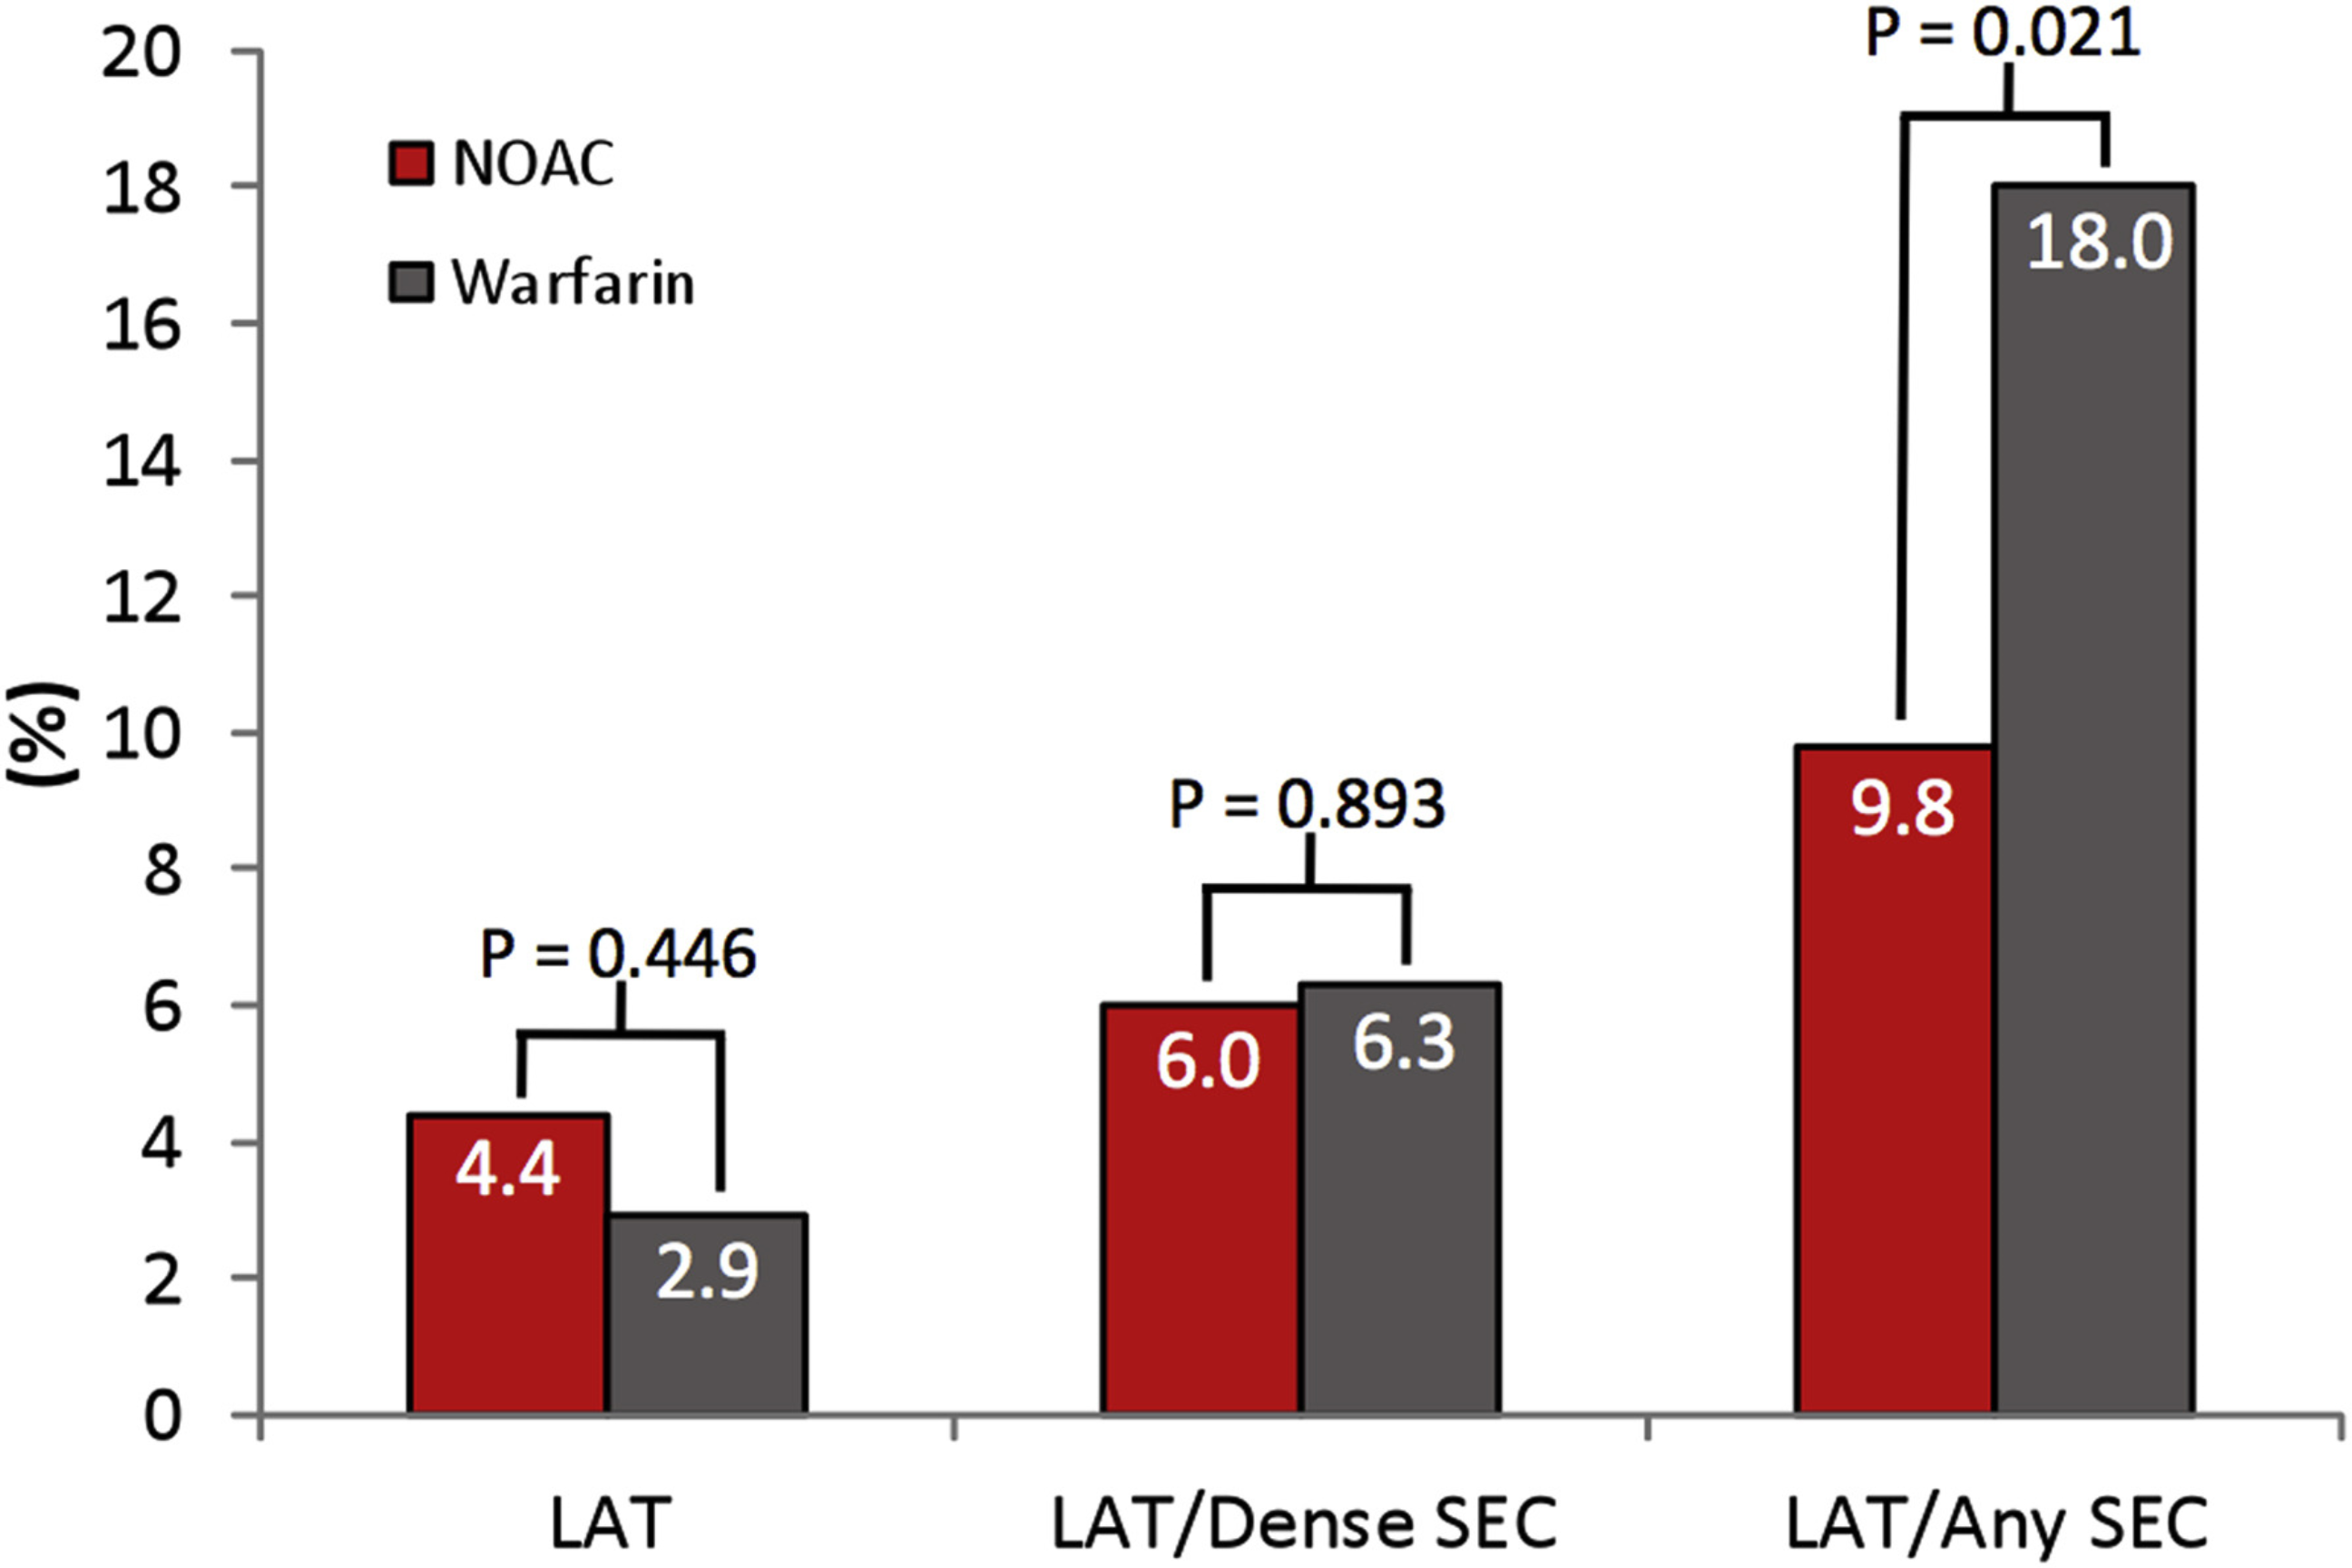 P = 0.021
20
NOAC
18
18.0
Warfarin
16
14
12
(%)
10
P = 0.893
9.8
8
P = 0.446
6
6.0
6.3
4
4.4
2.9
2
0
LAT
LAT/Dense SEC
LAT/Any SEC